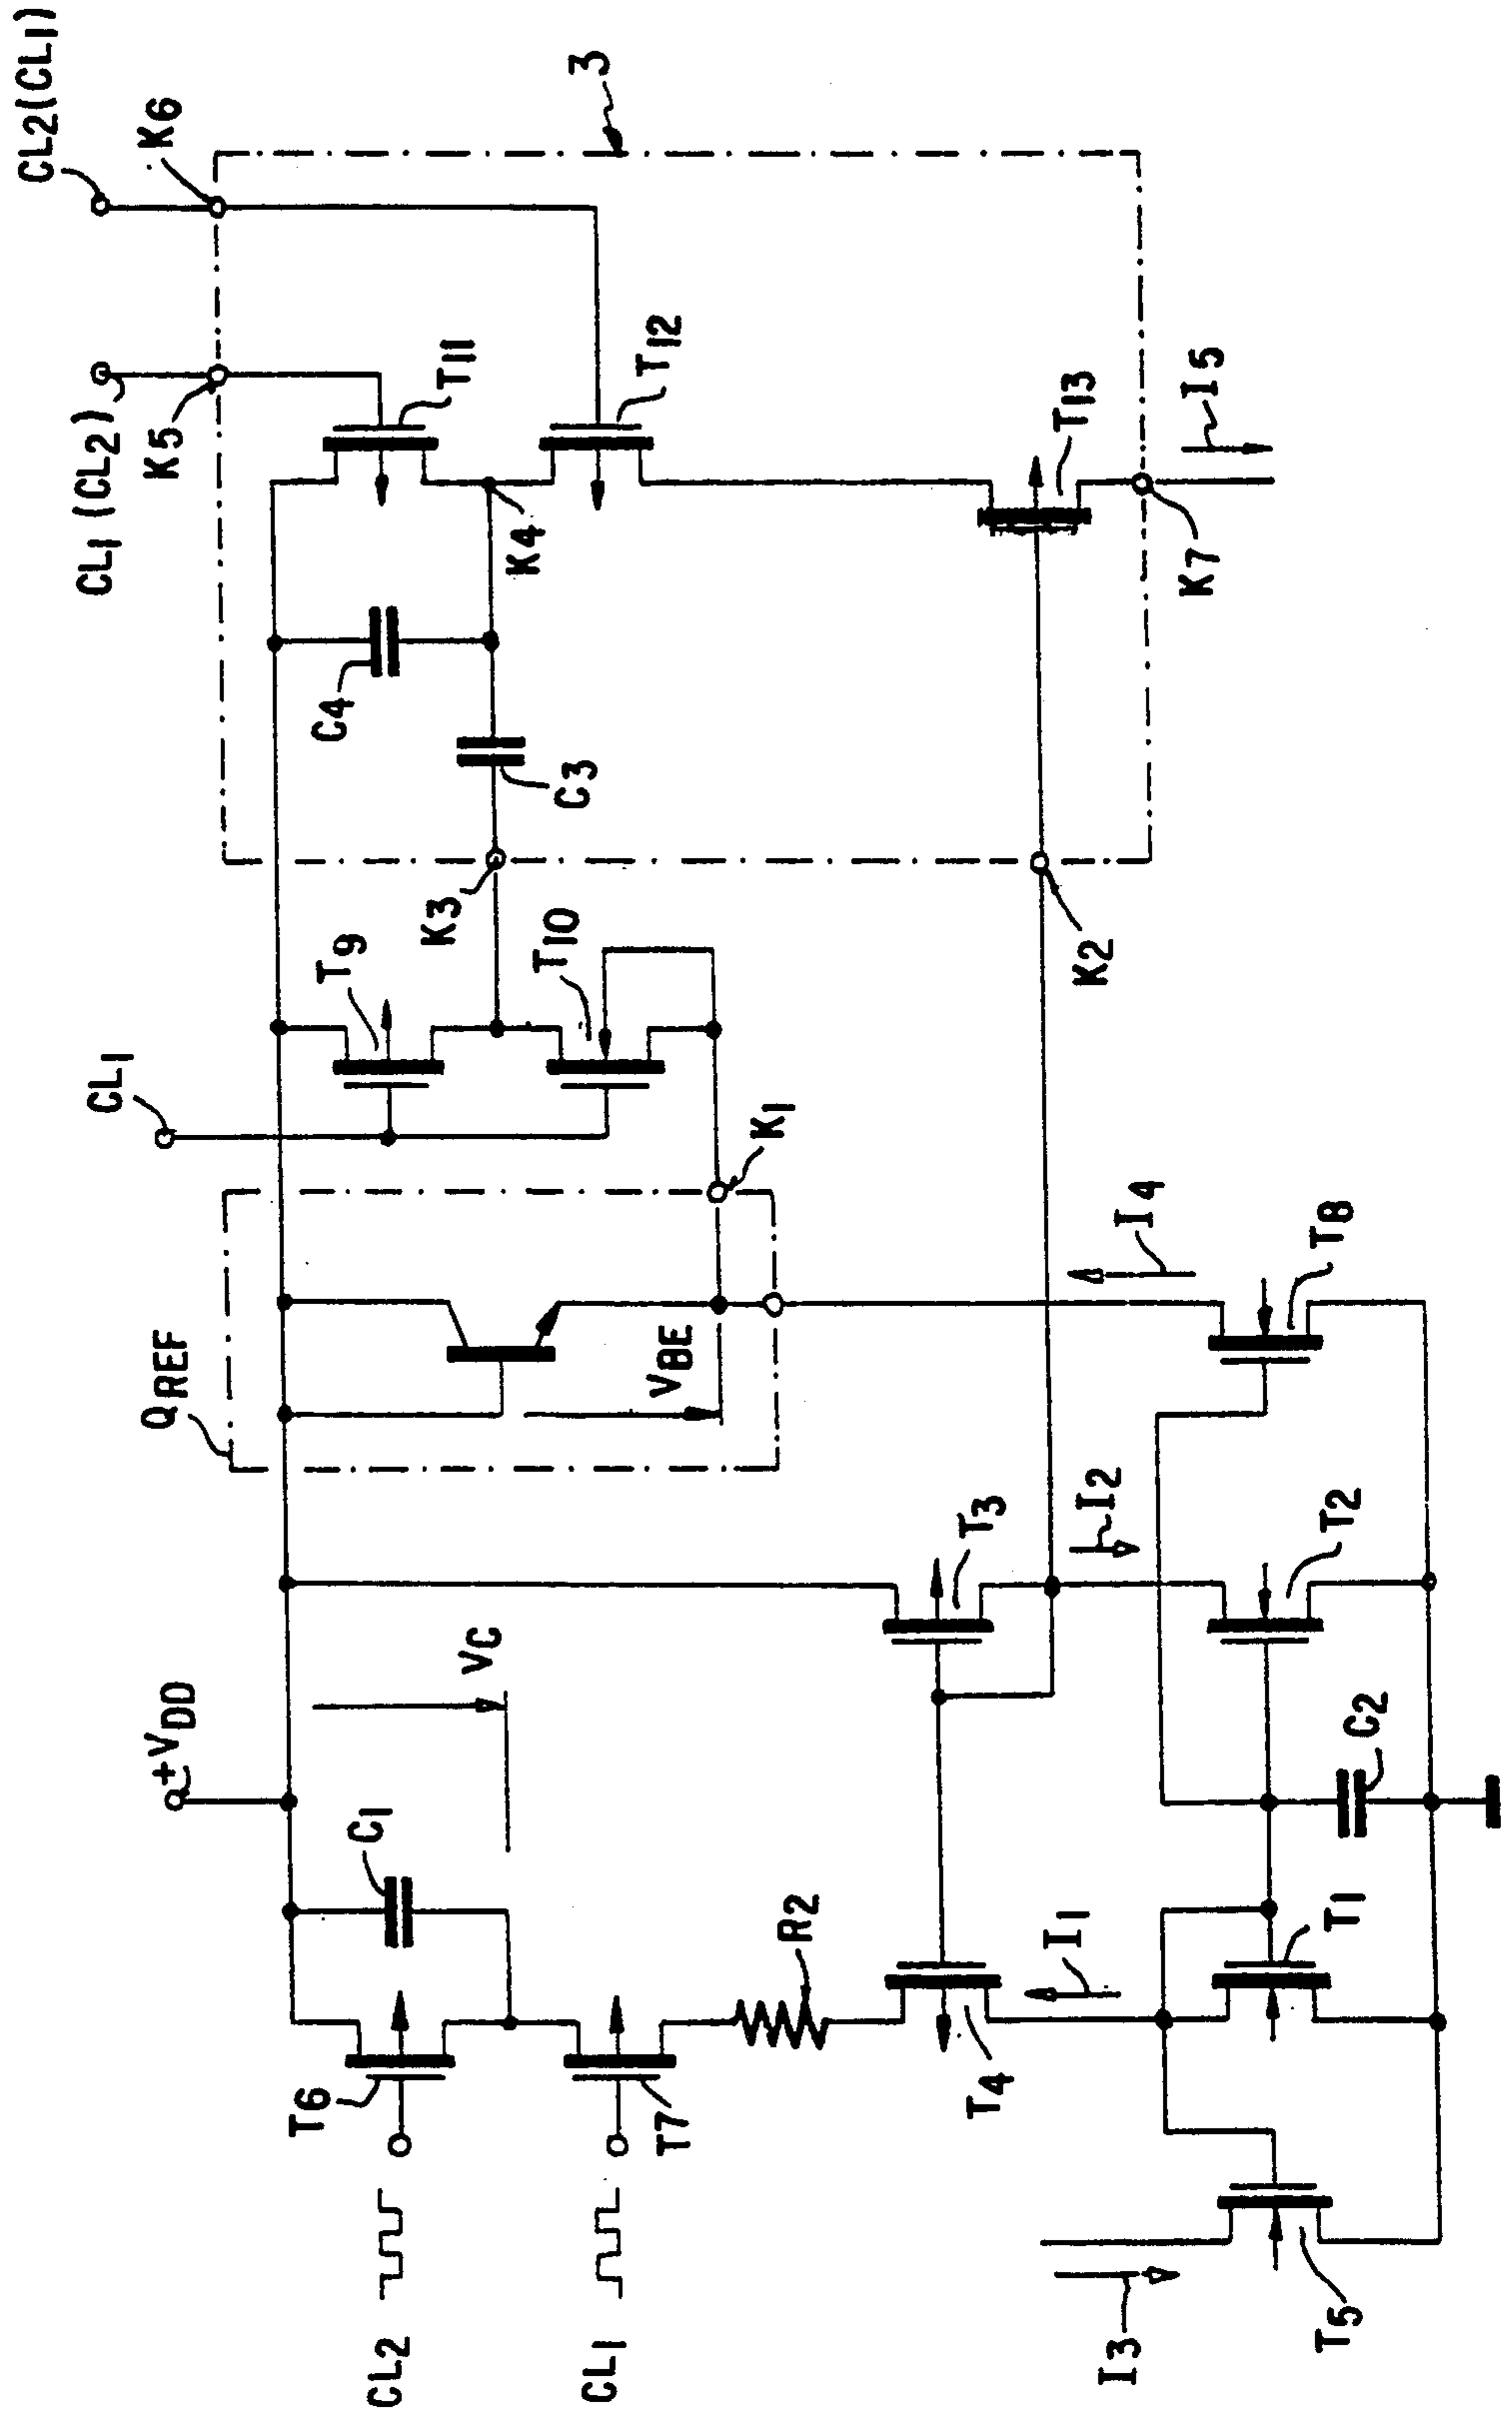 CL2(CL1)
K6
3
CL1(CL2)
K5
T11
T12
K4
C4
C3
T13
I5
K7
K3
K2
T9
T10
CL1
K1
QREF
VBE
I4
T8
+VDD
VC
T3
I2
T2
C1
C2
R2
I1
T1
T6
T7
T4
CL2
CL1
I3
T5